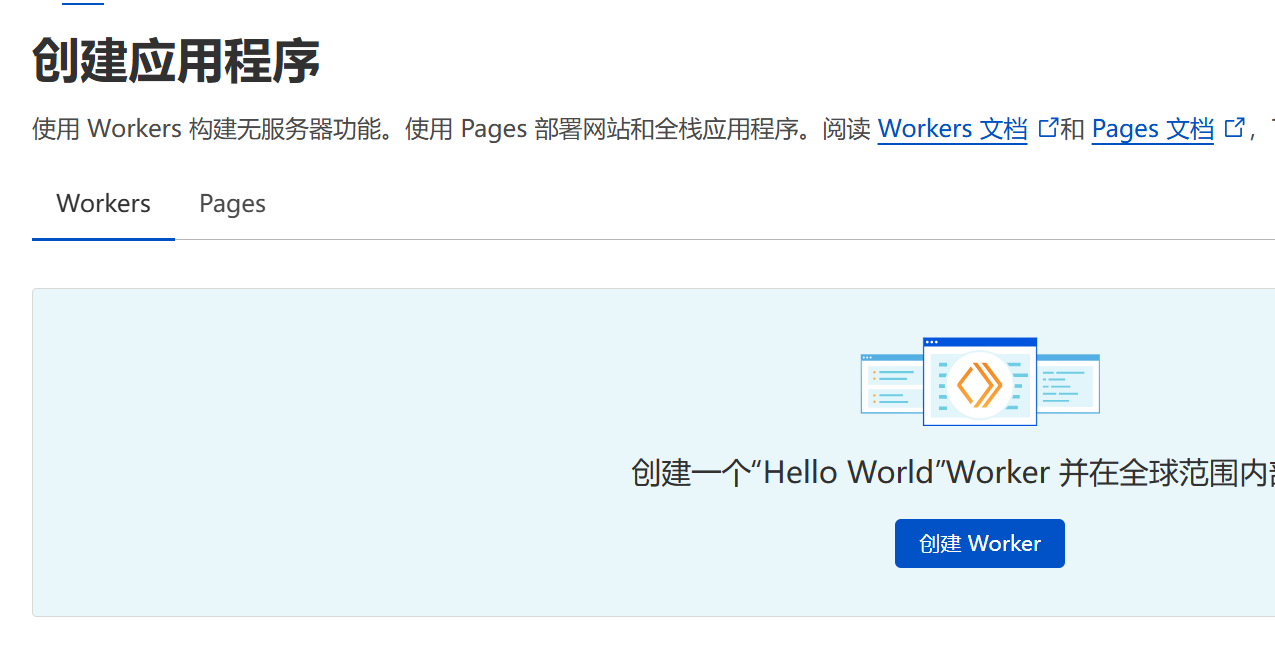 创建应用程序
使用 Workers 构建无服务器功能。使用 Pages 部署网站和全栈应用程序。阅读 Workers 文档 和 Pages 文档 ，
Workers Pages
创建一个“Hello World”Worker 并在全球范围内
创建 Worker